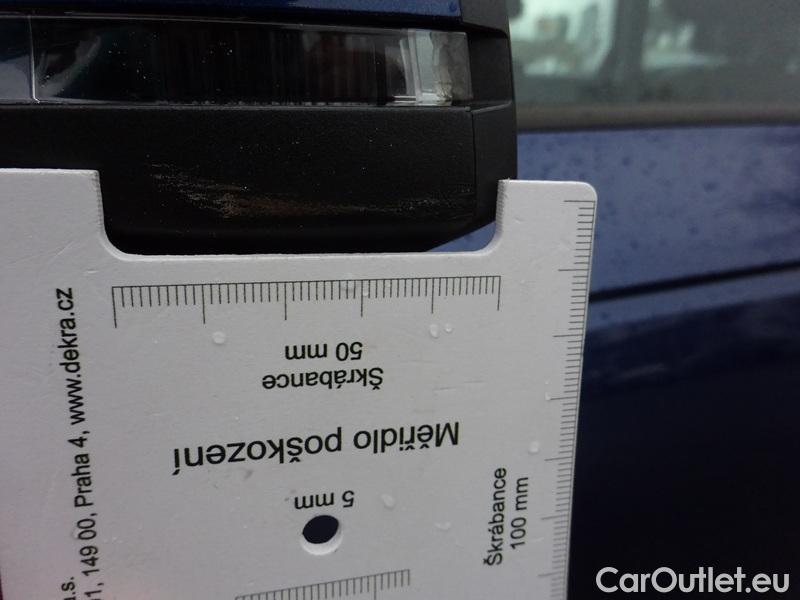 50 mm
Škrábance
Měřidlo poškození
5 mm
Škrábance
100 mm
a.s.
1, 149 00, Praha 4, www.dekra.cz
CarOutlet.eu